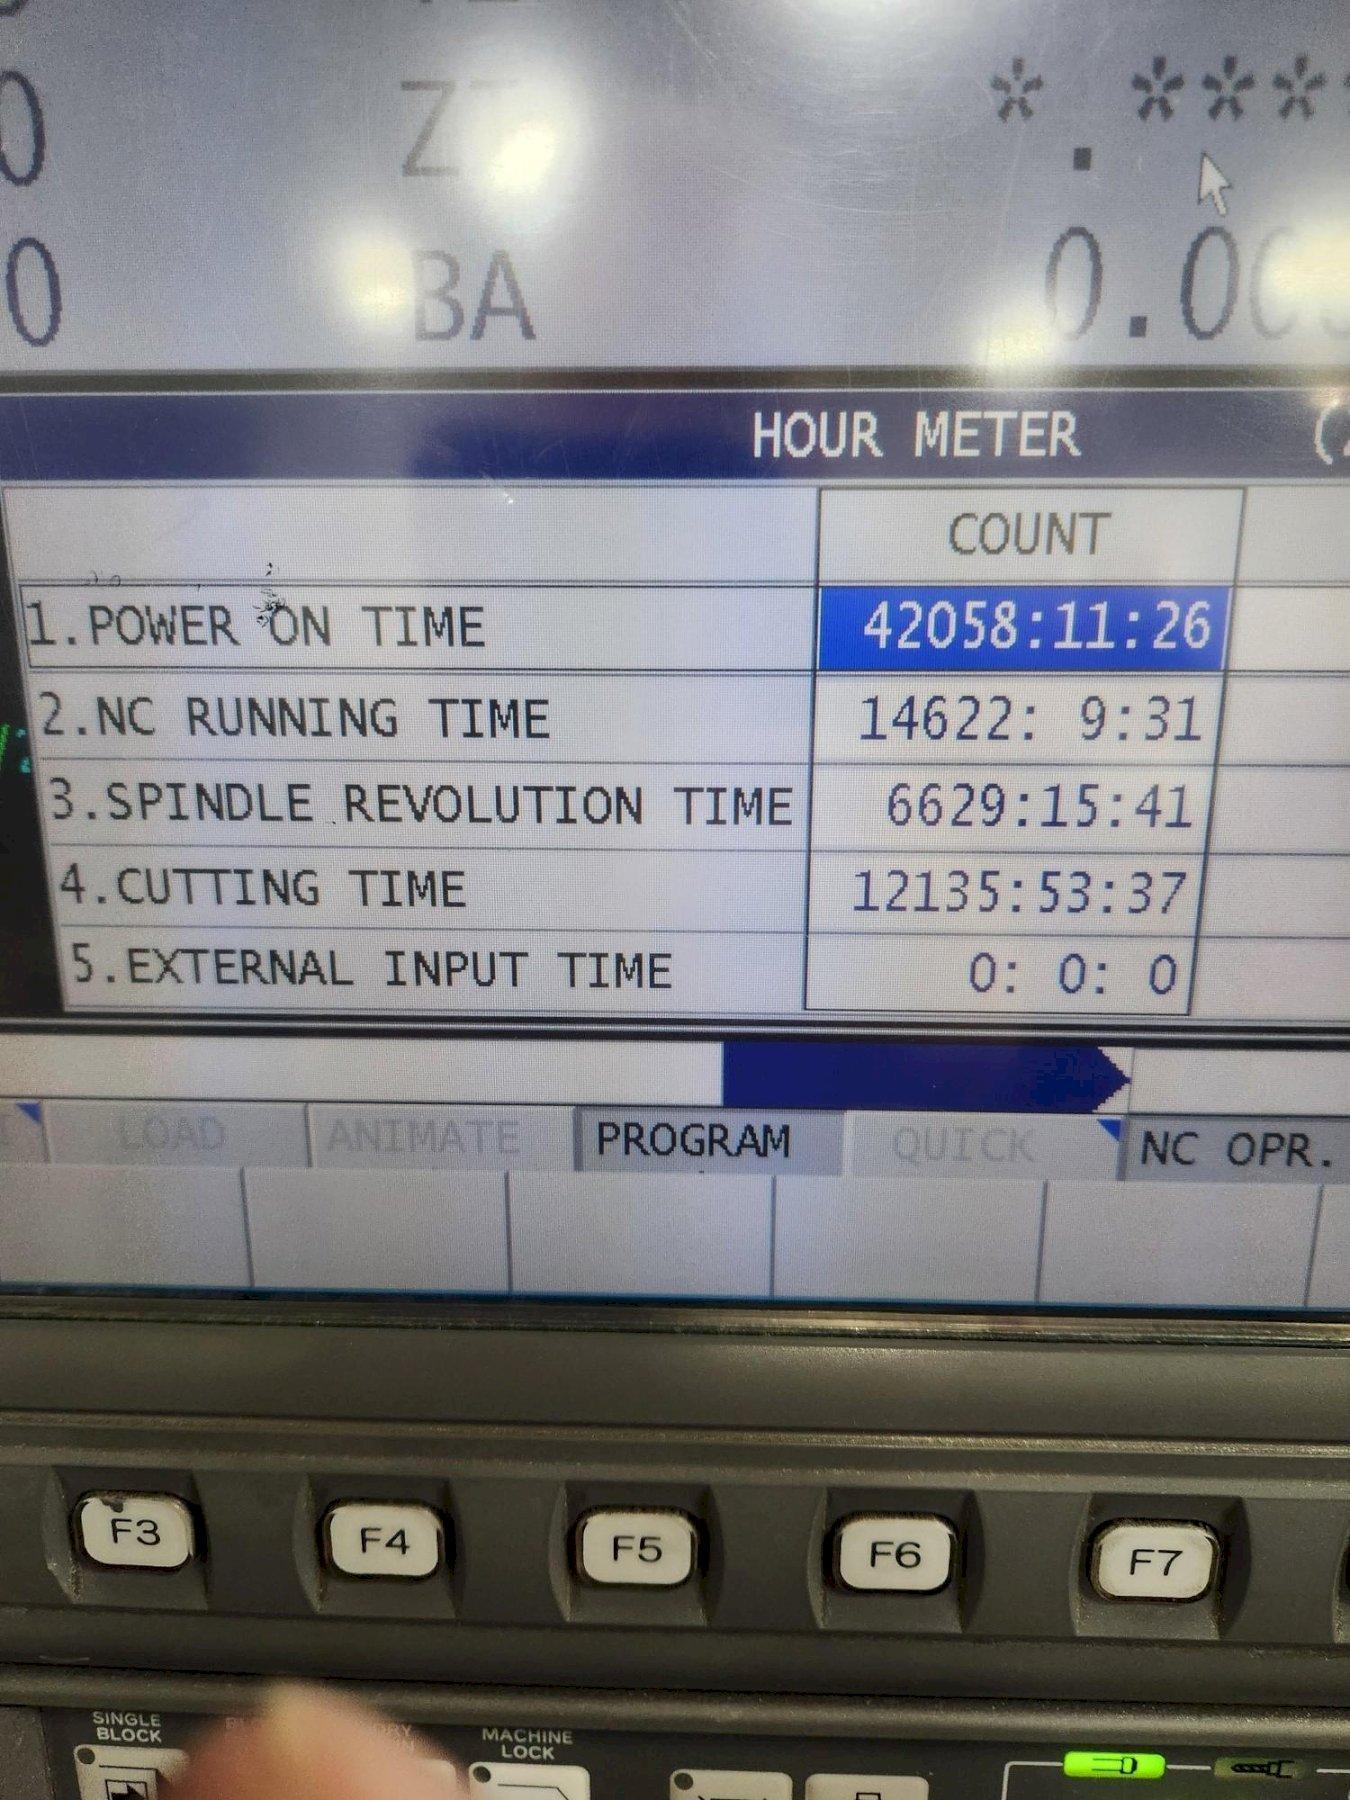 0 Z * . ***
0 BA 0.0
HOUR METER
COUNT
1.POWER ON TIME 42058:11:26
2.NC RUNNING TIME 14622: 9:31
3.SPINDLE REVOLUTION TIME 6629:15:41
4.CUTTING TIME 12135:53:37
5.EXTERNAL INPUT TIME 0: 0: 0
LOAD ANIMATE PROGRAM QUICK NC OPR.
F3 F4 F5 F6 F7
SINGLE
BLOCK
MACHINE
LOCK